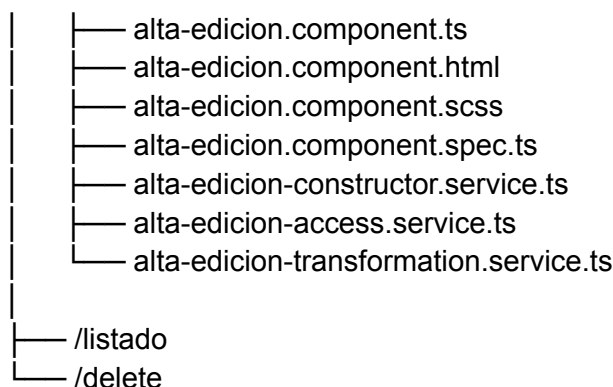 │ ├── alta-edicion.component.ts
│ ├── alta-edicion.component.html
│ ├── alta-edicion.component.scss
│ ├── alta-edicion.component.spec.ts
│ ├── alta-edicion-constructor.service.ts
│ ├── alta-edicion-access.service.ts
│ └── alta-edicion-transformation.service.ts
│
├── /listado
└── /delete